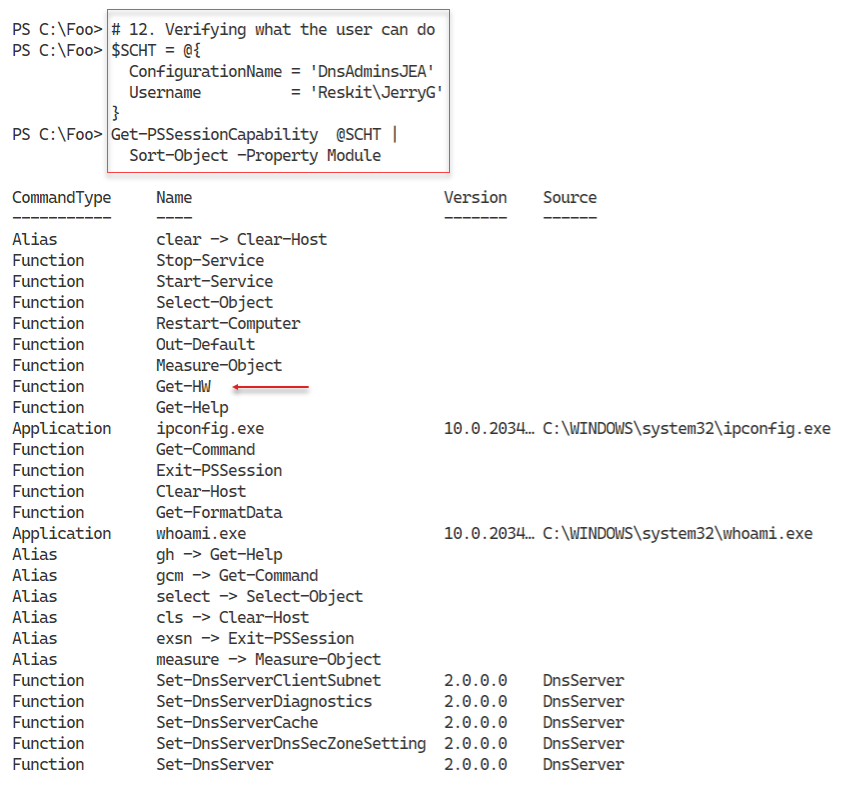 PS C:\Foo> # 12. Verifying what the user can do
PS C:\Foo> $SCHT = @{
  ConfigurationName = 'DnsAdminsJEA'
  Username          = 'Reskit\JerryG'
}
PS C:\Foo> Get-PSSessionCapability  @SCHT |
  Sort-Object -Property Module
CommandType     Name                            Version    Source
-----------     ----                            -------    ------
Alias           clear -> Clear-Host
Function        Stop-Service
Function        Start-Service
Function        Select-Object
Function        Restart-Computer
Function        Out-Default
Function        Measure-Object
Function        Get-HW
Function        Get-Help
Application     ipconfig.exe                    10.0.2034… C:\WINDOWS\system32\ipconfig.exe
Function        Get-Command
Function        Exit-PSSession
Function        Clear-Host
Function        Get-FormatData
Application     whoami.exe                      10.0.2034… C:\WINDOWS\system32\whoami.exe
Alias           gh -> Get-Help
Alias           gcm -> Get-Command
Alias           select -> Select-Object
Alias           cls -> Clear-Host
Alias           exsn -> Exit-PSSession
Alias           measure -> Measure-Object
Function        Set-DnsServerClientSubnet       2.0.0.0    DnsServer
Function        Set-DnsServerDiagnostics        2.0.0.0    DnsServer
Function        Set-DnsServerCache              2.0.0.0    DnsServer
Function        Set-DnsServerDnsSecZoneSetting  2.0.0.0    DnsServer
Function        Set-DnsServer                   2.0.0.0    DnsServer